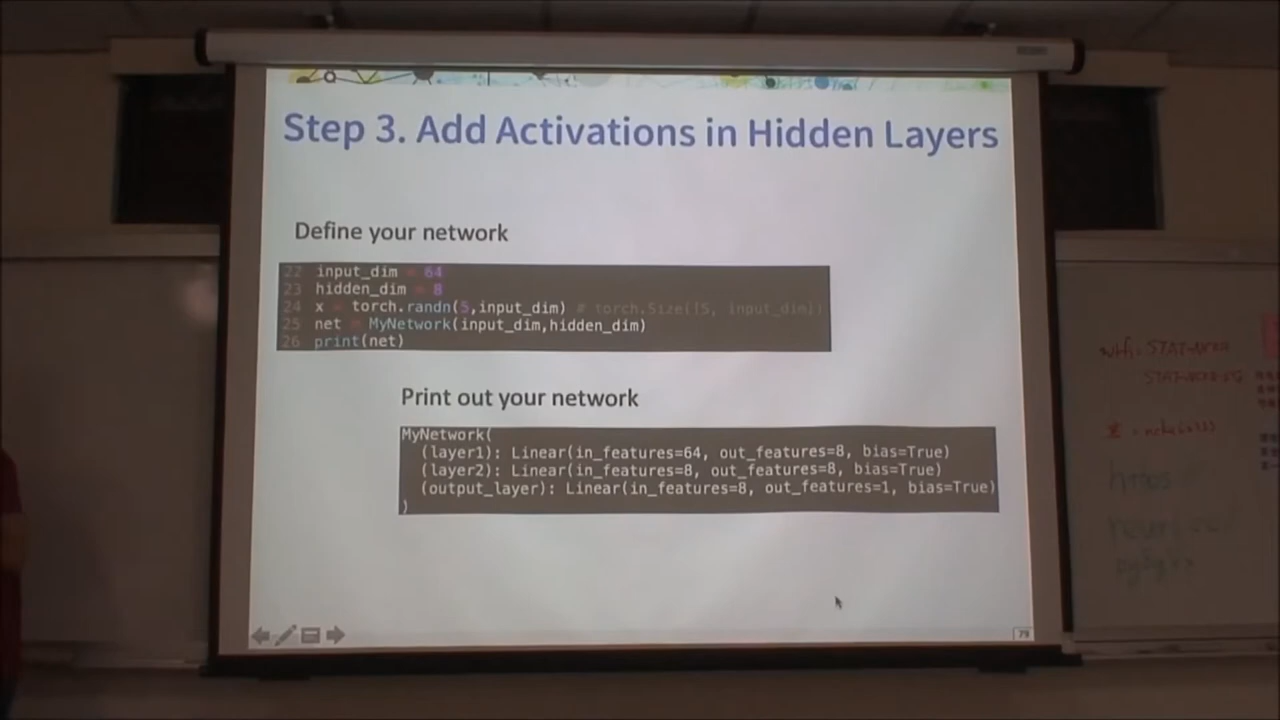 Step 3. Add Activations in Hidden Layers
Define your network
22 input_dim = 64
23 hidden_dim = 8
24 x = torch.randn(5,input_dim) # torch.Size([5, input_dim])
25 net = MyNetwork(input_dim,hidden_dim)
26 print(net)
Print out your network
MyNetwork(
(layer1): Linear(in_features=64, out_features=8, bias=True)
(layer2): Linear(in_features=8, out_features=8, bias=True)
(output_layer): Linear(in_features=8, out_features=1, bias=True)
)
79
https